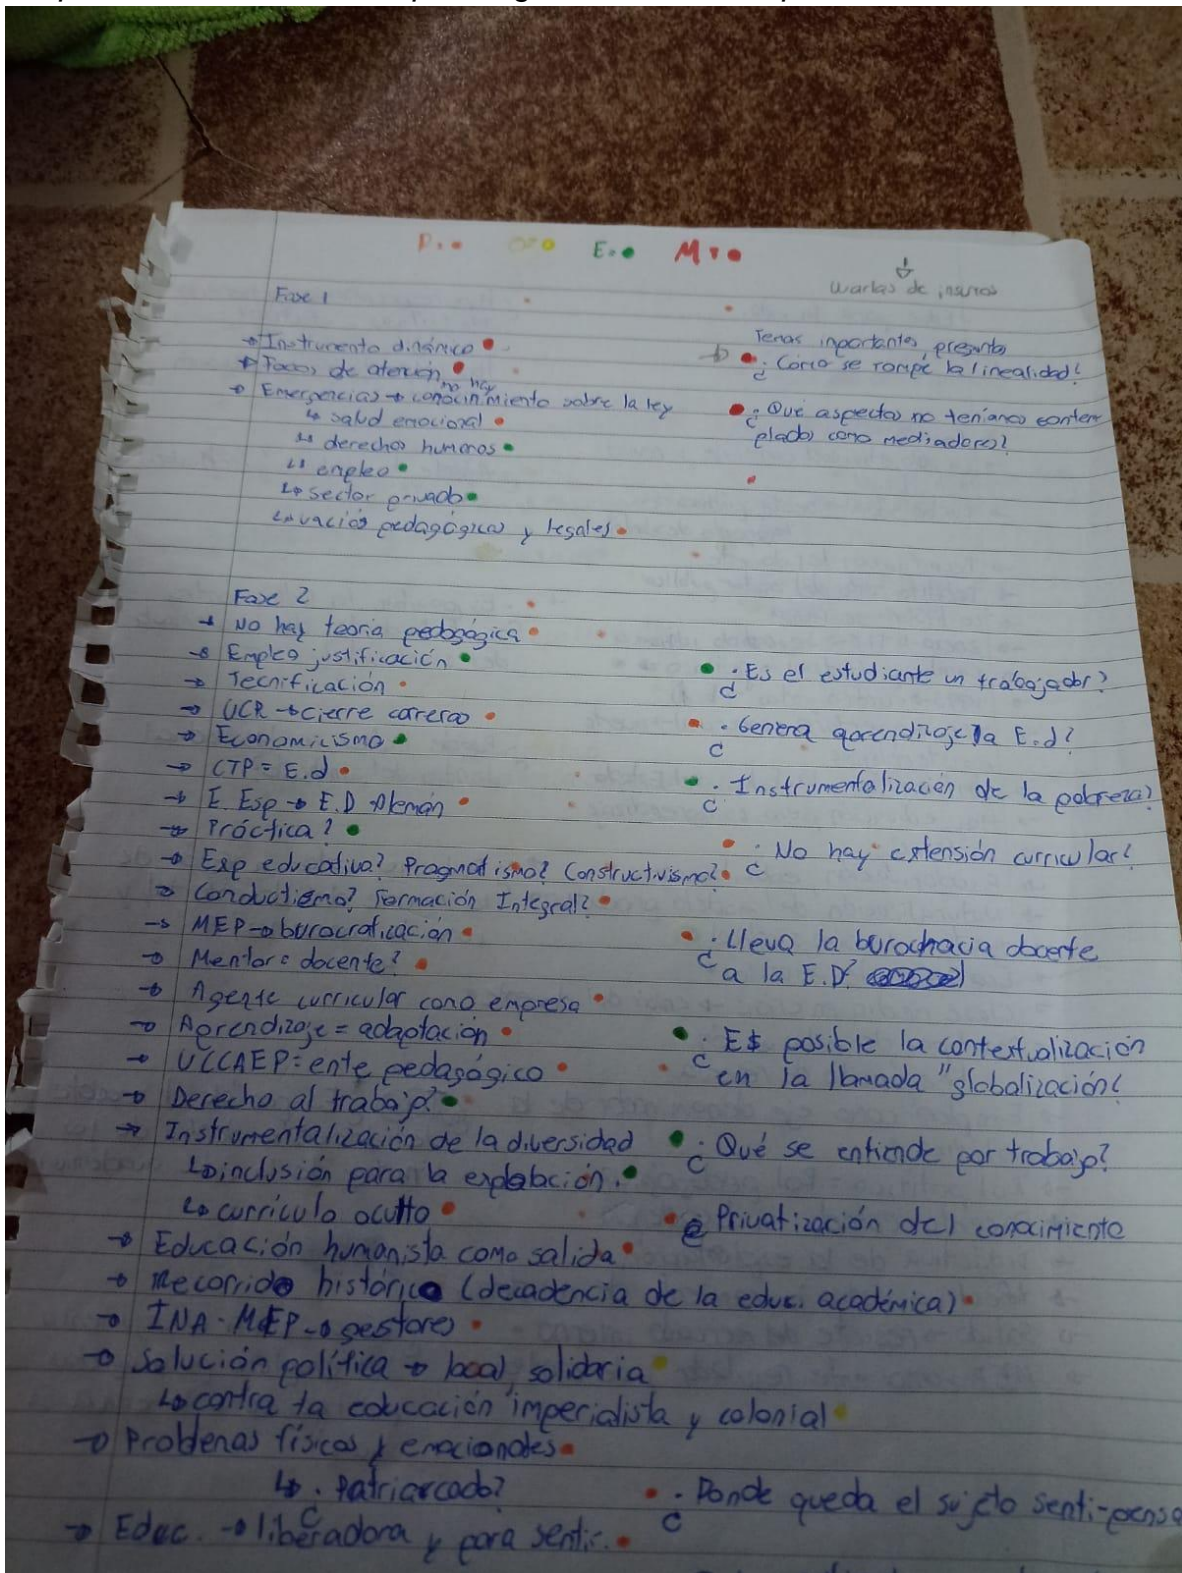 P: O: E: M:
Fase 1
→ Instrumento dinámico
→ Focos de atención
→ Emergencias → no hay conocimiento sobre la ley
↳ salud emocional
↳ derechos humanos
↳ empleo
↳ sector privado
↳ vacíos pedagógicos y legales
Temas importantes, pregunta
¿Cómo se rompe la linealidad?
¿Qué aspectos no teníamos contem
plados como mediadores?
Fase 2
→ No hay teoría pedagógica
→ Empleo justificación
→ Tecnificación
→ UCR → cierre carreras
→ Economicismo
→ CTP = E.d
→ E. Esp → E.D Alemán
→ Práctica?
→ Exp educativa? Pragmatismo? Constructivismo?
→ Conductismo? Formación Integral?
→ MEP → burocraticación
→ Mentor = docente?
→ Agente curricular como empresa
→ Aprendizaje = adaptación
→ UCCAEP = ente pedagógico
→ Derecho al trabajo?
→ Instrumentalización de la diversidad
↳ inclusión para la explotación.
↳ currículo oculto
→ Educación humanista como salida
→ Recorrido histórico (decadencia de la educ. académica)
→ INA - MEP → gestores
→ Solución política → local, solidaria
↳ contra la educación imperialista y colonial
→ Problemas físicos y emocionales
↳ ¿Patriarcado?
→ Educ. → liberadora y para sentir.
¿Es el estudiante un trabajador?
¿Genera aprendizaje la E.d?
¿Instrumentalización de la pobreza?
¿No hay extensión curricular?
¿Lleva la burochacia docente
a la E.D?
¿E$ posible la contextualización
en la llamada "globalización?
¿Qué se entiende por trabajo?
Privatización del conocimiento
¿Donde queda el sujeto senti-pensa